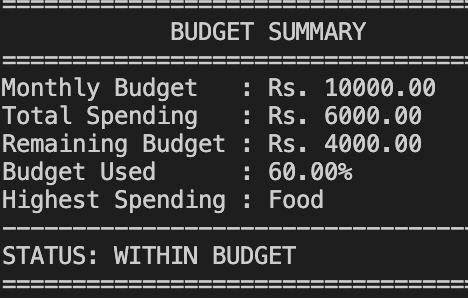 ==================================
BUDGET SUMMARY
==================================
Monthly Budget   : Rs. 10000.00
Total Spending   : Rs. 6000.00
Remaining Budget : Rs. 4000.00
Budget Used      : 60.00%
Highest Spending : Food
----------------------------------
STATUS: WITHIN BUDGET
==================================